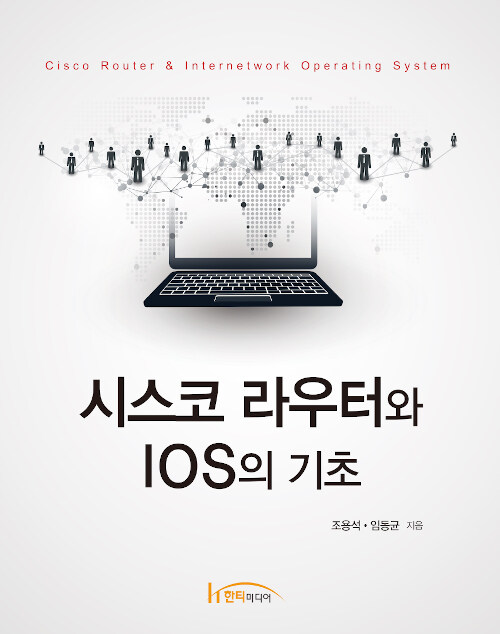 Cisco Router & Internetwork Operating System
시스코 라우터와
IOS의 기초
조용석 • 임동균 지음
한티미디어